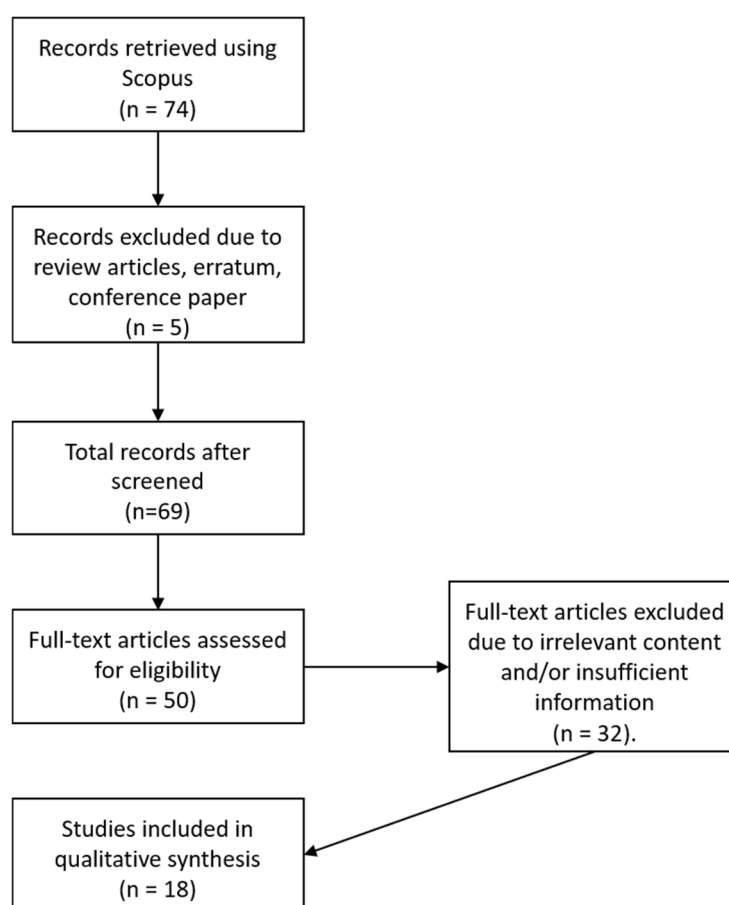 Records retrieved using
Scopus
(n = 74)
Records excluded due to
review articles, erratum,
conference paper
(n = 5)
Total records after
screened
(n=69)
Full-text articles assessed
for eligibility
(n = 50)
Full-text articles excluded
due to irrelevant content
and/or insufficient
information
(n = 32).
Studies included in
qualitative synthesis
(n = 18)